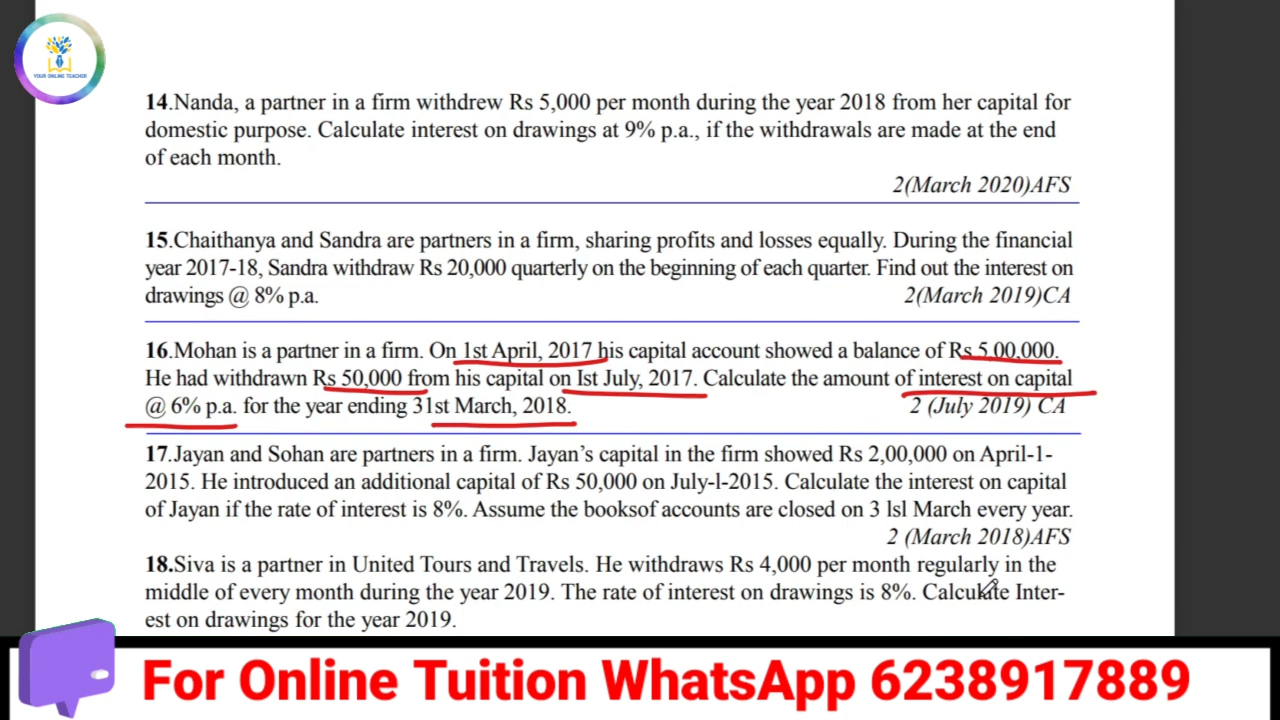 YOUR ONLINE TEACHER
14.Nanda, a partner in a firm withdrew Rs 5,000 per month during the year 2018 from her capital for
domestic purpose. Calculate interest on drawings at 9% p.a., if the withdrawals are made at the end
of each month.
2(March 2020)AFS
15.Chaithanya and Sandra are partners in a firm, sharing profits and losses equally. During the financial
year 2017-18, Sandra withdraw Rs 20,000 quarterly on the beginning of each quarter. Find out the interest on
drawings @ 8% p.a.
2(March 2019)CA
16.Mohan is a partner in a firm. On 1st April, 2017 his capital account showed a balance of Rs 5,00,000.
He had withdrawn Rs 50,000 from his capital on Ist July, 2017. Calculate the amount of interest on capital
@ 6% p.a. for the year ending 31st March, 2018.
2 (July 2019) CA
17.Jayan and Sohan are partners in a firm. Jayan’s capital in the firm showed Rs 2,00,000 on April-1-
2015. He introduced an additional capital of Rs 50,000 on July-l-2015. Calculate the interest on capital
of Jayan if the rate of interest is 8%. Assume the booksof accounts are closed on 3 lsl March every year.
2 (March 2018)AFS
18.Siva is a partner in United Tours and Travels. He withdraws Rs 4,000 per month regularly in the
middle of every month during the year 2019. The rate of interest on drawings is 8%. Calculate Inter-
est on drawings for the year 2019.
For Online Tuition WhatsApp 6238917889